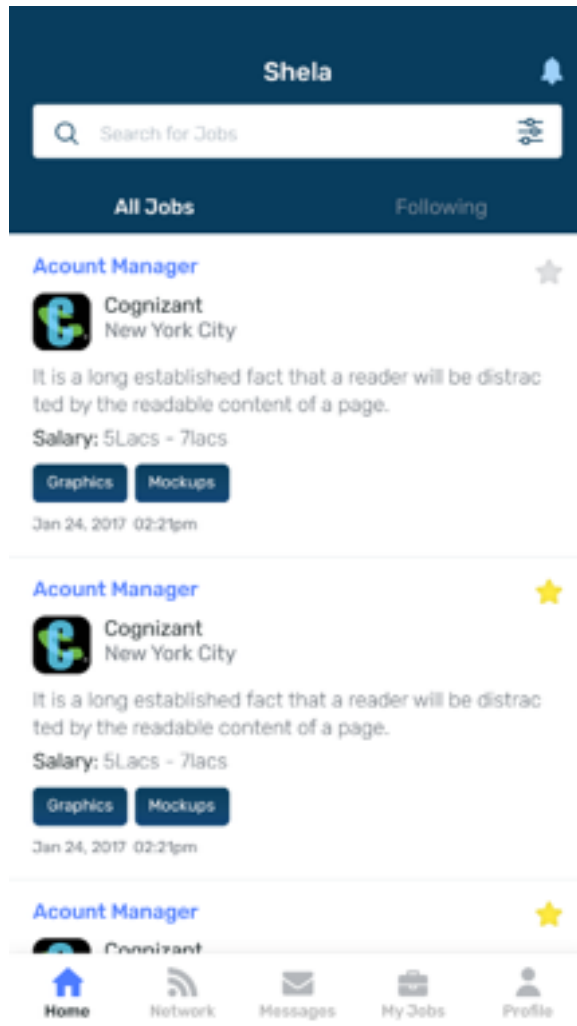 Shela
Search for Jobs
All Jobs
Following
Acount Manager
Cognizant
New York City
It is a long established fact that a reader will be distrac
ted by the readable content of a page.
Salary: 5Lacs - 7lacs
Graphics
Mockups
Jan 24, 2017 02:21pm
Acount Manager
Cognizant
New York City
It is a long established fact that a reader will be distrac
ted by the readable content of a page.
Salary: 5Lacs - 7lacs
Graphics
Mockups
Jan 24, 2017 02:21pm
Acount Manager
Cognizant
Home
Network
Messages
My Jobs
Profile